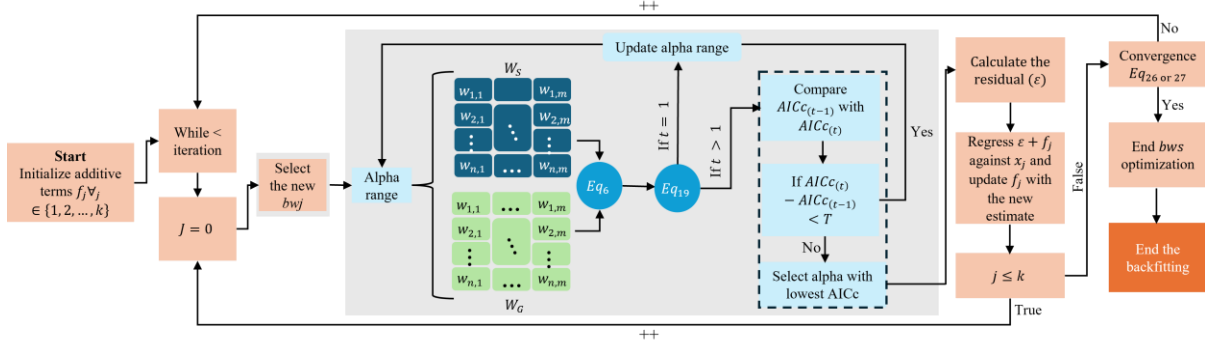 ++
Start
Initialize additive
terms f_j∀_j
∈ {1, 2, ..., k}
While <
iteration
J = 0
Select
the new
bwj
Alpha
range
Update alpha range
W_S
w_{1,1} w_{1,m}
w_{2,1} ⋱ w_{2,m}
⋮ ⋮
w_{n,1} ... w_{n,m}
w_{1,1} ... w_{1,m}
w_{2,1} ⋱ w_{2,m}
⋮ ⋮
w_{n,1} ... w_{n,m}
W_G
Eq_6
Eq_{19}
If t = 1
If t > 1
Compare
AICc_{(t−1)} with
AICc_{(t)}
If AICc_{(t)}
− AICc_{(t−1)}
< T
Yes
No
Select alpha with
lowest AICc
Calculate the
residual (ε)
Regress ε + f_j
against x_j and
update f_j with
the new
estimate
j ≤ k
True
False
No
Convergence
Eq_{26 or 27}
Yes
End bws
optimization
End the
backfitting
++